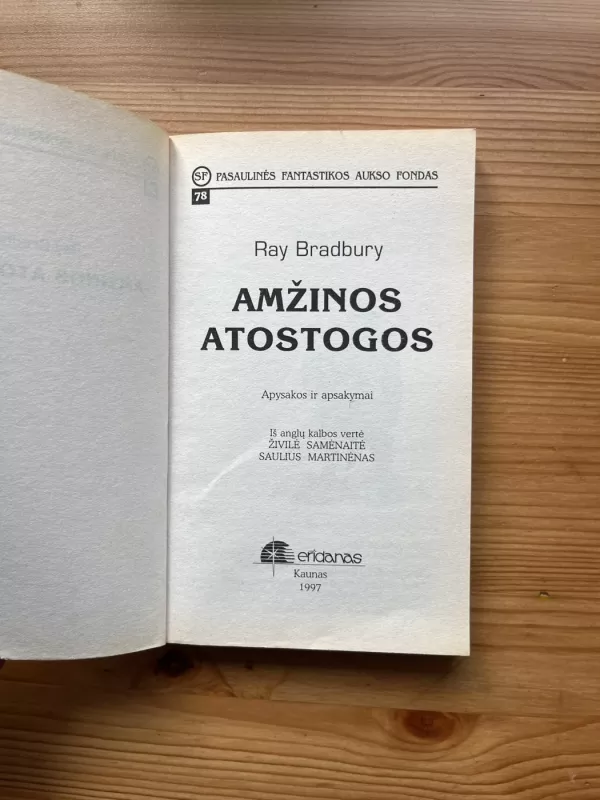 SF PASAULINĖS FANTASTIKOS AUKSO FONDAS
78
Ray Bradbury
AMŽINOS
ATOSTOGOS
Apysakos ir apsakymai
Iš anglų kalbos vertė
ŽIVILĖ SAMĖNAITĖ
SAULIUS MARTINĖNAS
eridanas
Kaunas
1997